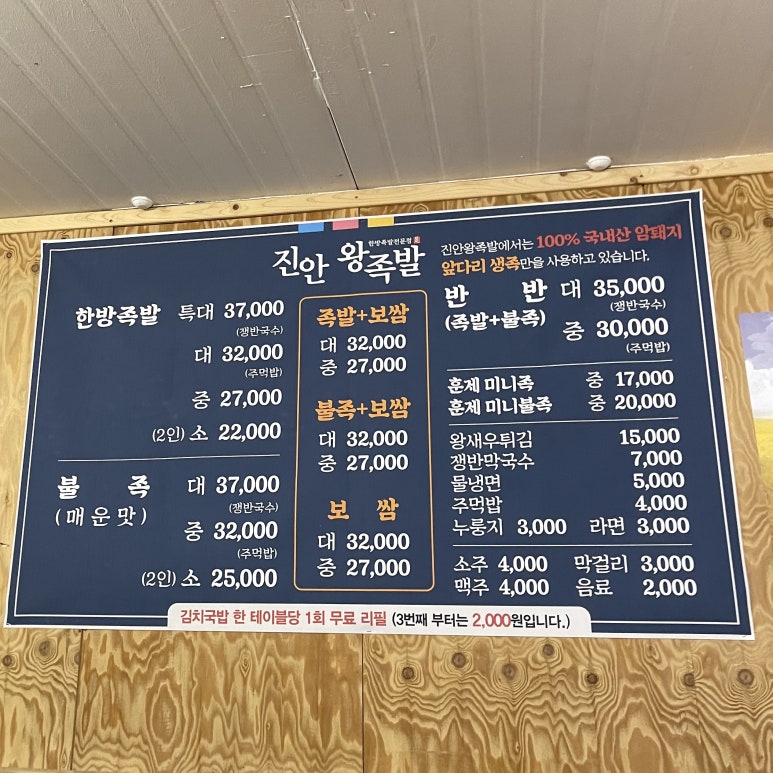 한방족발전문점
진안 왕족발
진안왕족발에서는 100% 국내산 암돼지
앞다리 생족만을 사용하고 있습니다.
한방족발 특대 37,000
(쟁반국수)
대 32,000
(주먹밥)
중 27,000
(2인) 소 22,000
불 족 대 37,000
(쟁반국수)
(매운맛)
중 32,000
(주먹밥)
(2인) 소 25,000
족발+보쌈
대 32,000
중 27,000
불족+보쌈
대 32,000
중 27,000
보 쌈
대 32,000
중 27,000
반 반 대 35,000
(쟁반국수)
(족발+불족)
중 30,000
(주먹밥)
훈제 미니족 중 17,000
훈제 미니불족 중 20,000
왕새우튀김 15,000
쟁반막국수 7,000
물냉면 5,000
주먹밥 4,000
누룽지 3,000 라면 3,000
소주 4,000 막걸리 3,000
맥주 4,000 음료 2,000
김치국밥 한 테이블당 1회 무료 리필 (3번째 부터는 2,000원입니다.)